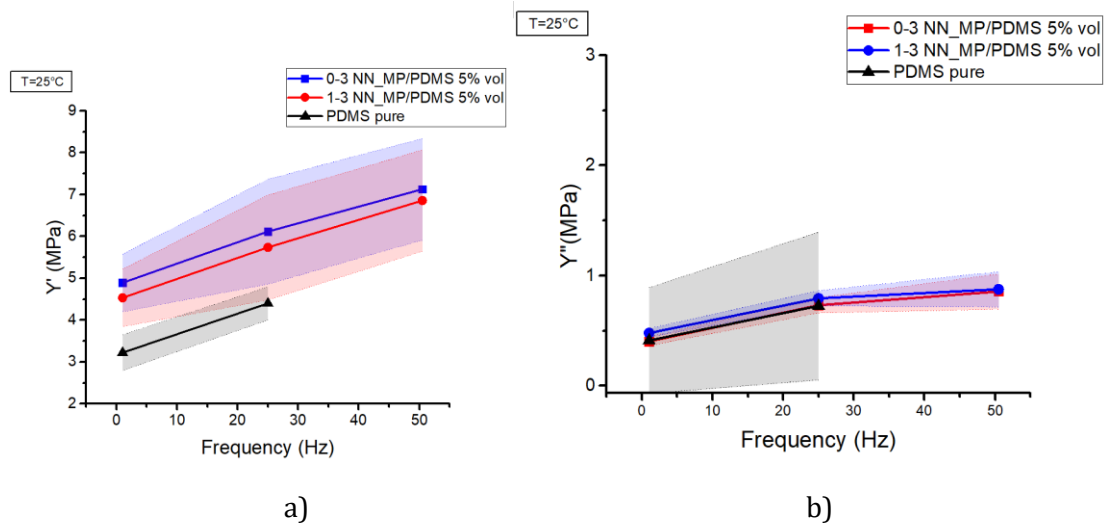 T=25°C
0-3 NN_MP/PDMS 5% vol
1-3 NN_MP/PDMS 5% vol
PDMS pure
9
8
7
6
5
4
3
2
Y' (MPa)
0 10 20 30 40 50
Frequency (Hz)
a)
T=25°C
0-3 NN_MP/PDMS 5% vol
1-3 NN_MP/PDMS 5% vol
PDMS pure
3
2
1
0
Y"(MPa)
0 10 20 30 40 50
Frequency (Hz)
b)